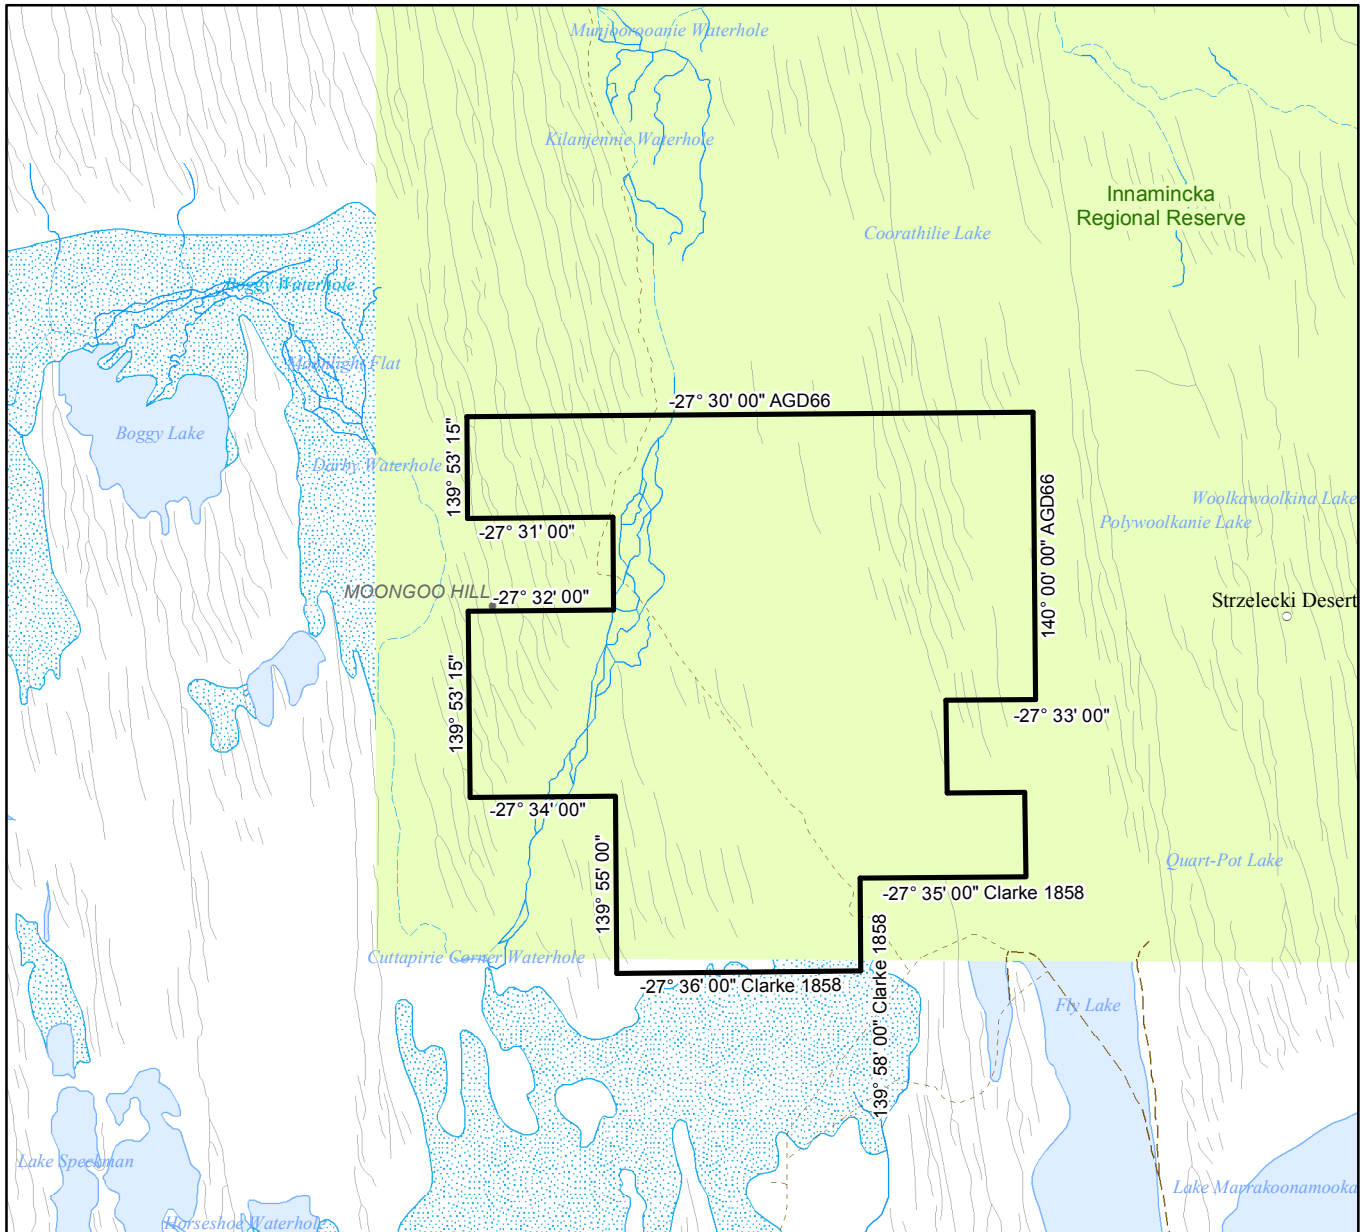 Munjoorooanie Waterhole
Kilanjennie Waterhole
Innamincka
Regional Reserve
Coorathilie Lake
Boggy Waterhole
Moonlight Flat
-27° 30' 00" AGD66
Boggy Lake
139° 53' 15"
Darby Waterhole
-27° 31' 00"
140° 00' 00" AGD66
Woolkawoolkina Lake
Polywoolkanie Lake
MOONGOO HILL
-27° 32' 00"
Strzelecki Desert
139° 53' 15"
-27° 33' 00"
-27° 34' 00"
139° 55' 00"
Quart-Pot Lake
-27° 35' 00" Clarke 1858
Cuttapirie Corner Waterhole
-27° 36' 00" Clarke 1858
139° 58' 00" Clarke 1858
Fly Lake
Lake Speekman
Lake Marrakoonamooka
Horseshoe Waterhole